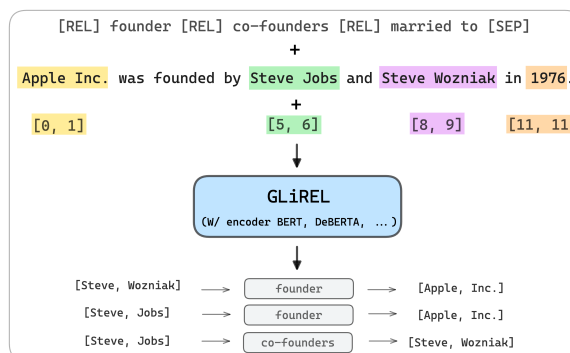 [REL] founder [REL] co-founders [REL] married to [SEP]
+
Apple Inc. was founded by Steve Jobs and Steve Wozniak in 1976.
+
[0, 1] [5, 6] [8, 9] [11, 11
GLiREL
(W/ encoder BERT, DeBERTA, ...)
[Steve, Wozniak] founder [Apple, Inc.]
[Steve, Jobs] founder [Apple, Inc.]
[Steve, Jobs] co-founders [Steve, Wozniak]